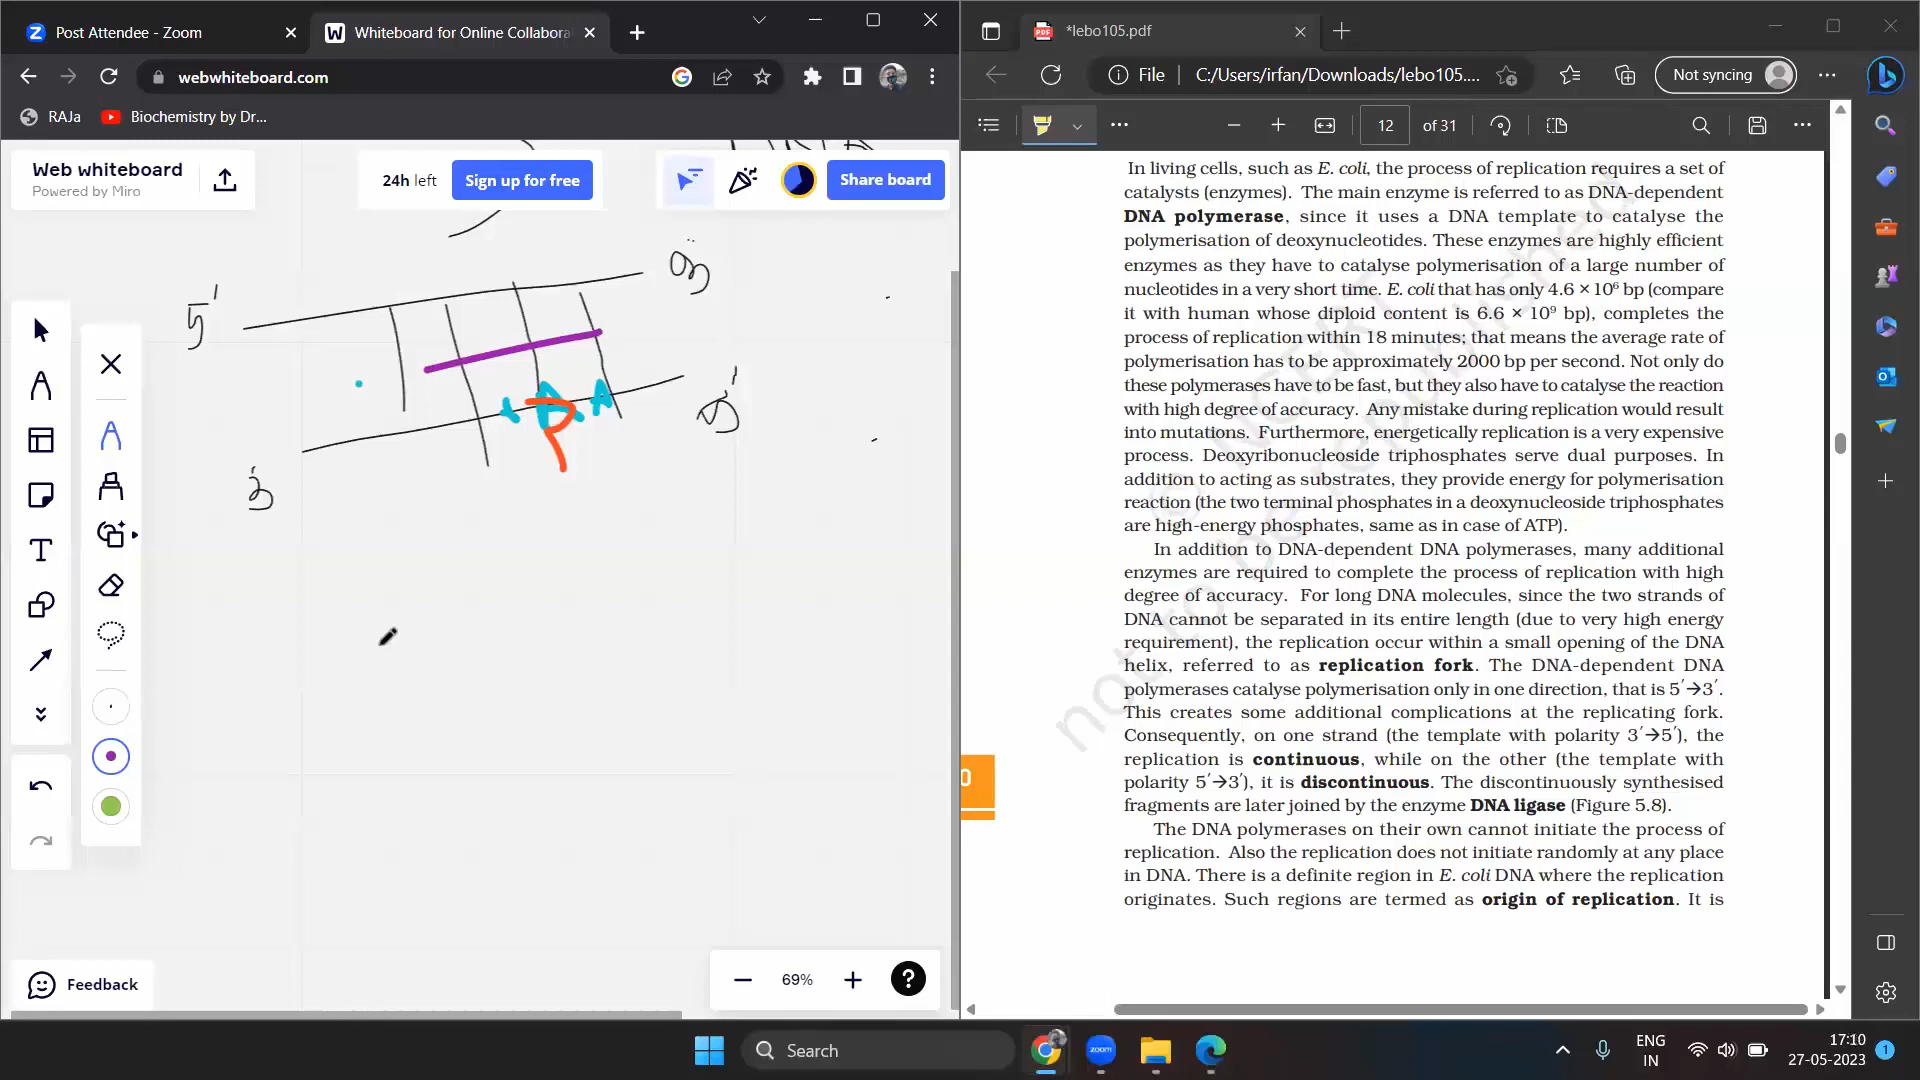 Post Attendee - Zoom
Whiteboard for Online Collabora
webwhiteboard.com
RAJa
Biochemistry by Dr...
Web whiteboard
Powered by Miro
24h left
Sign up for free
Share board
5'
3'
5'
3'
A
A
P
69%
Feedback
*lebo105.pdf
File
C:/Users/irfan/Downloads/lebo105....
Not syncing
12
of 31
In living cells, such as E. coli, the process of replication requires a set of
catalysts (enzymes). The main enzyme is referred to as DNA-dependent
DNA polymerase, since it uses a DNA template to catalyse the
polymerisation of deoxynucleotides. These enzymes are highly efficient
enzymes as they have to catalyse polymerisation of a large number of
nucleotides in a very short time. E. coli that has only 4.6 × 10⁶ bp (compare
it with human whose diploid content is 6.6 × 10⁹ bp), completes the
process of replication within 18 minutes; that means the average rate of
polymerisation has to be approximately 2000 bp per second. Not only do
these polymerases have to be fast, but they also have to catalyse the reaction
with high degree of accuracy. Any mistake during replication would result
into mutations. Furthermore, energetically replication is a very expensive
process. Deoxyribonucleoside triphosphates serve dual purposes. In
addition to acting as substrates, they provide energy for polymerisation
reaction (the two terminal phosphates in a deoxynucleoside triphosphates
are high-energy phosphates, same as in case of ATP).
In addition to DNA-dependent DNA polymerases, many additional
enzymes are required to complete the process of replication with high
degree of accuracy. For long DNA molecules, since the two strands of
DNA cannot be separated in its entire length (due to very high energy
requirement), the replication occur within a small opening of the DNA
helix, referred to as replication fork. The DNA-dependent DNA
polymerases catalyse polymerisation only in one direction, that is 5′→3′.
This creates some additional complications at the replicating fork.
Consequently, on one strand (the template with polarity 3′→5′), the
replication is continuous, while on the other (the template with
polarity 5′→3′), it is discontinuous. The discontinuously synthesised
fragments are later joined by the enzyme DNA ligase (Figure 5.8).
The DNA polymerases on their own cannot initiate the process of
replication. Also the replication does not initiate randomly at any place
in DNA. There is a definite region in E. coli DNA where the replication
originates. Such regions are termed as origin of replication. It is
© NCERT
not to be republished
Search
zoom
ENG
IN
17:10
27-05-2023
1